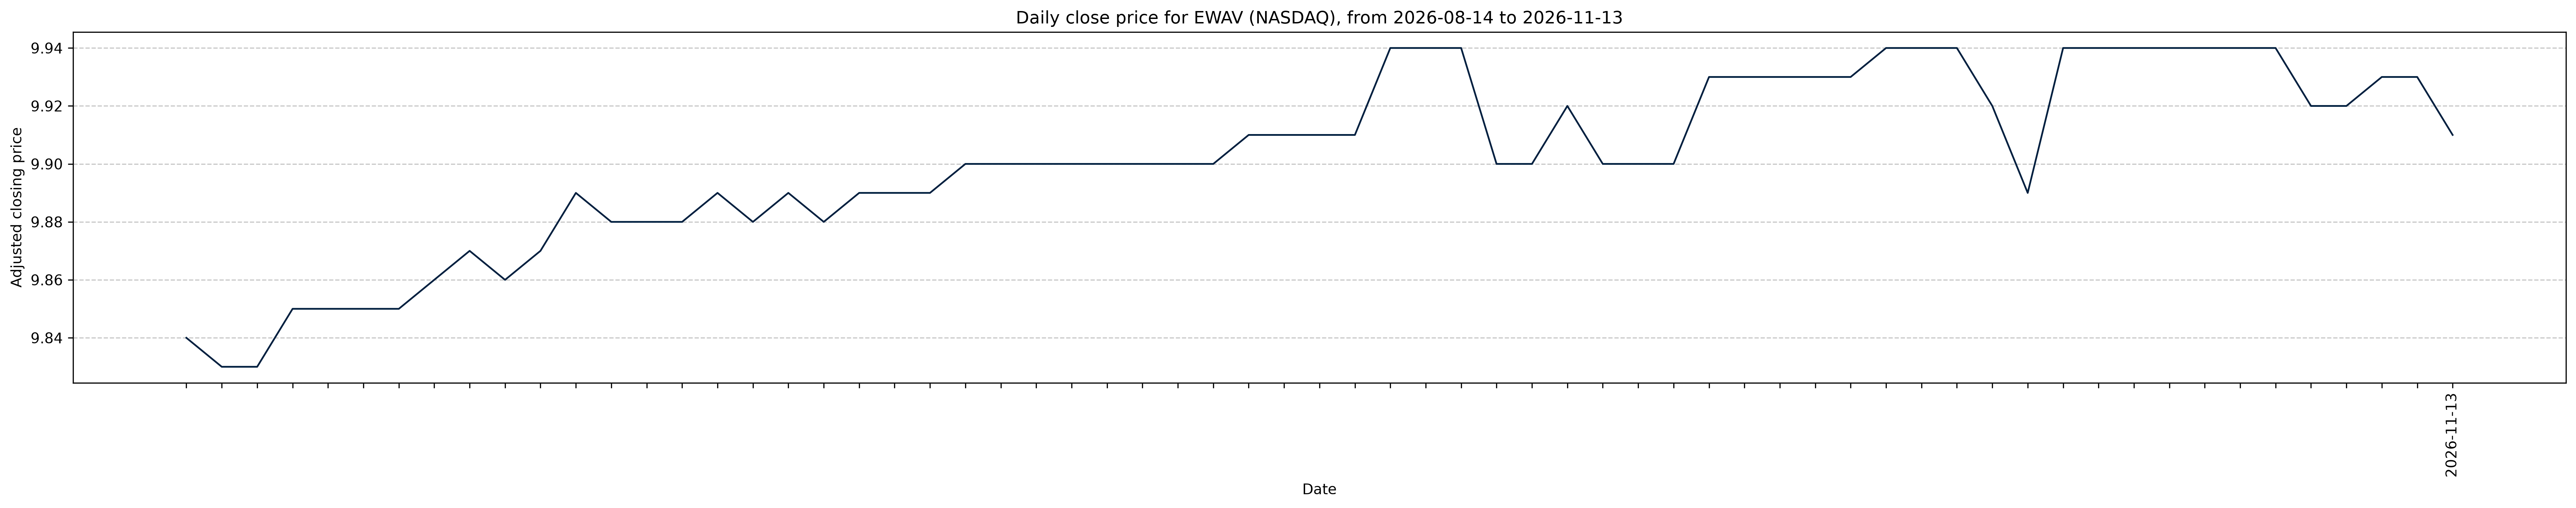 Daily close price for EWAV (NASDAQ), from 2026-08-14 to 2026-11-13
Adjusted closing price
9.94
9.92
9.90
9.88
9.86
9.84
2026-11-13
Date